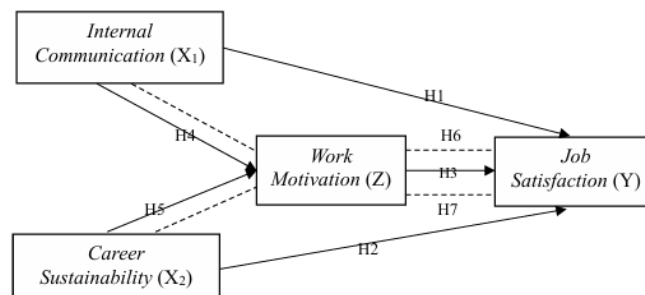 Internal
Communication (X₁)
H1
H4
Work
Motivation (Z)
H6
H3
H7
Job
Satisfaction (Y)
H5
Career
Sustainability (X₂)
H2